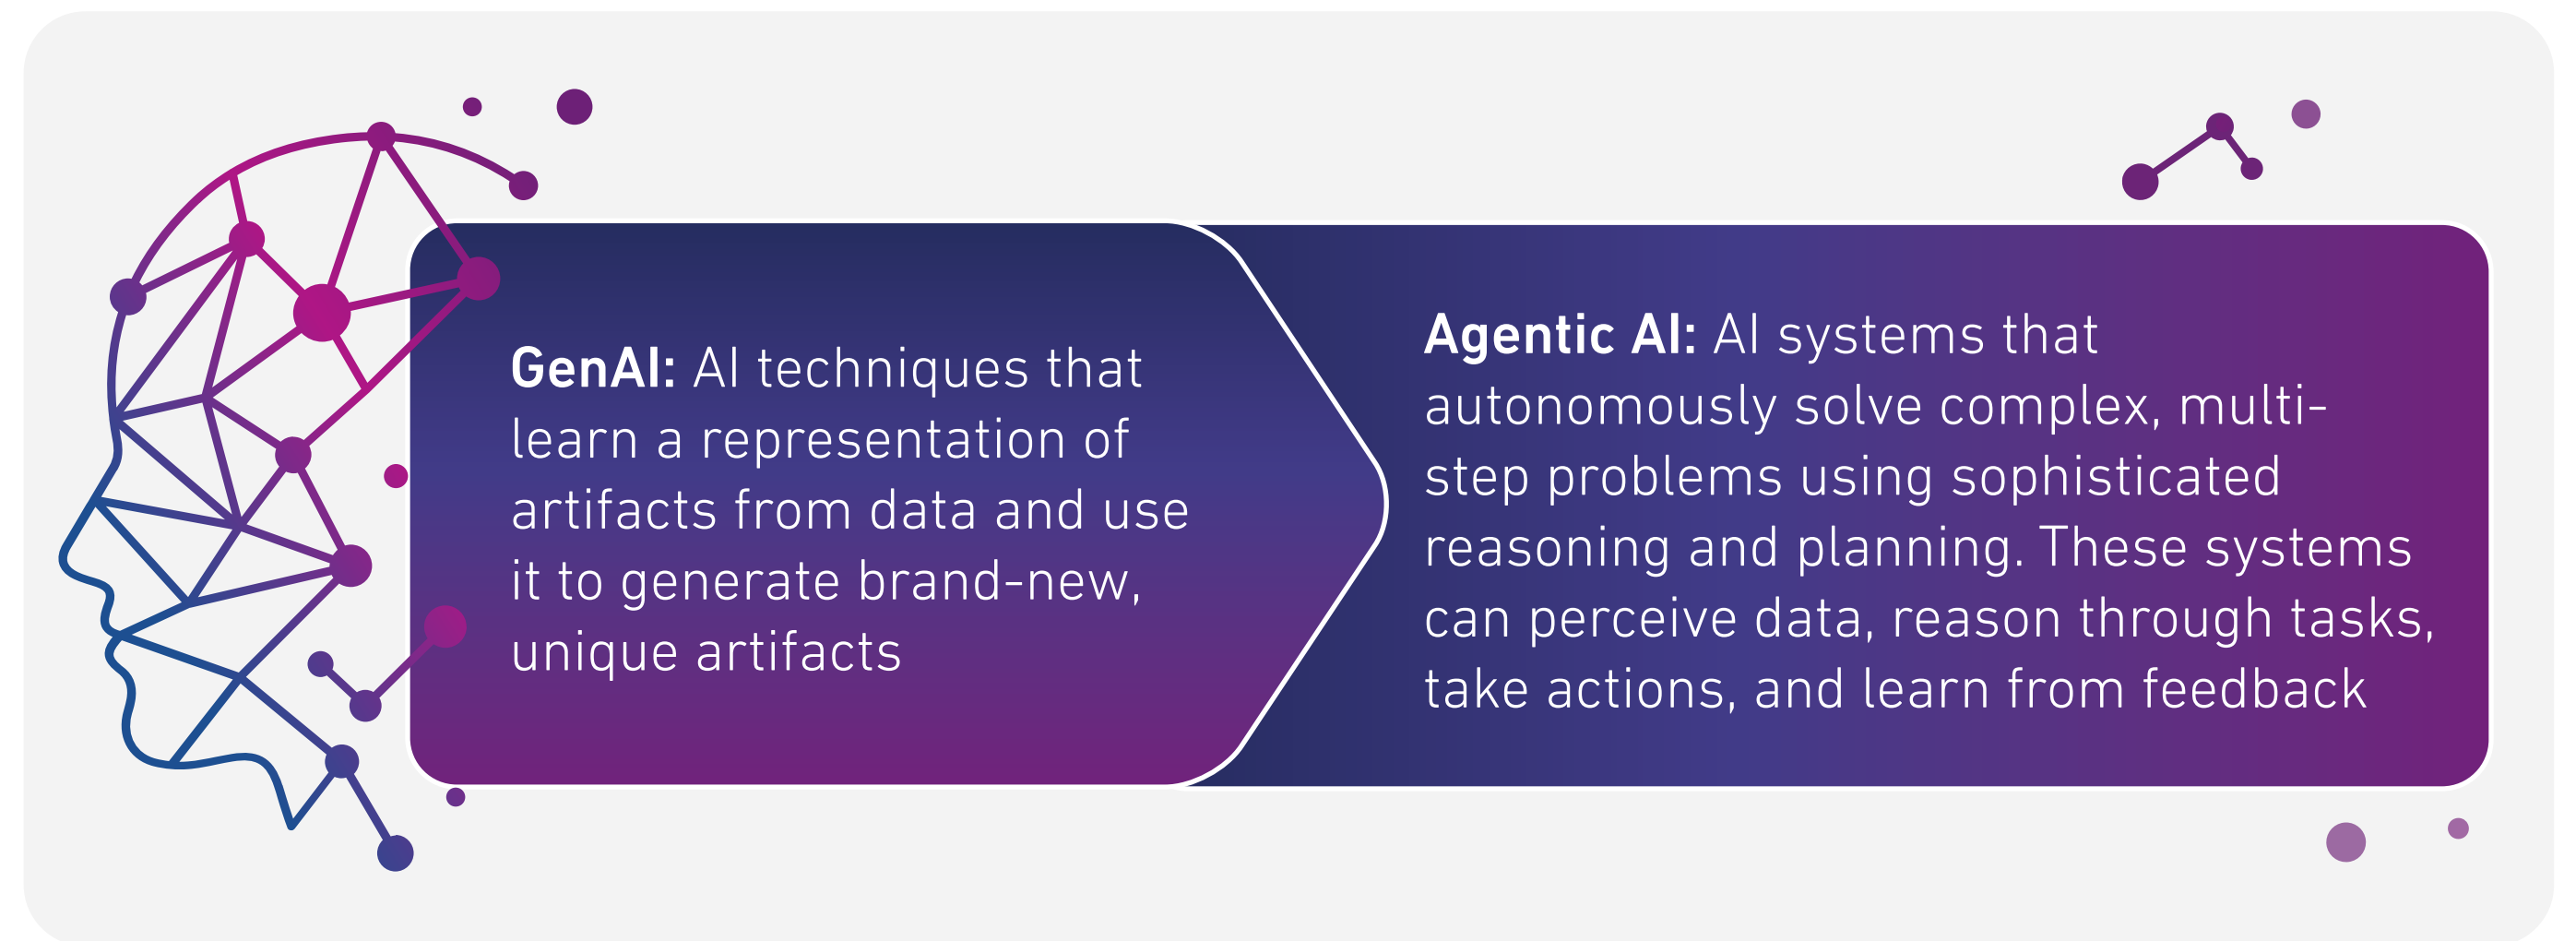 GenAI: AI techniques that
learn a representation of
artifacts from data and use
it to generate brand-new,
unique artifacts
Agentic AI: AI systems that
autonomously solve complex, multi-
step problems using sophisticated
reasoning and planning. These systems
can perceive data, reason through tasks,
take actions, and learn from feedback